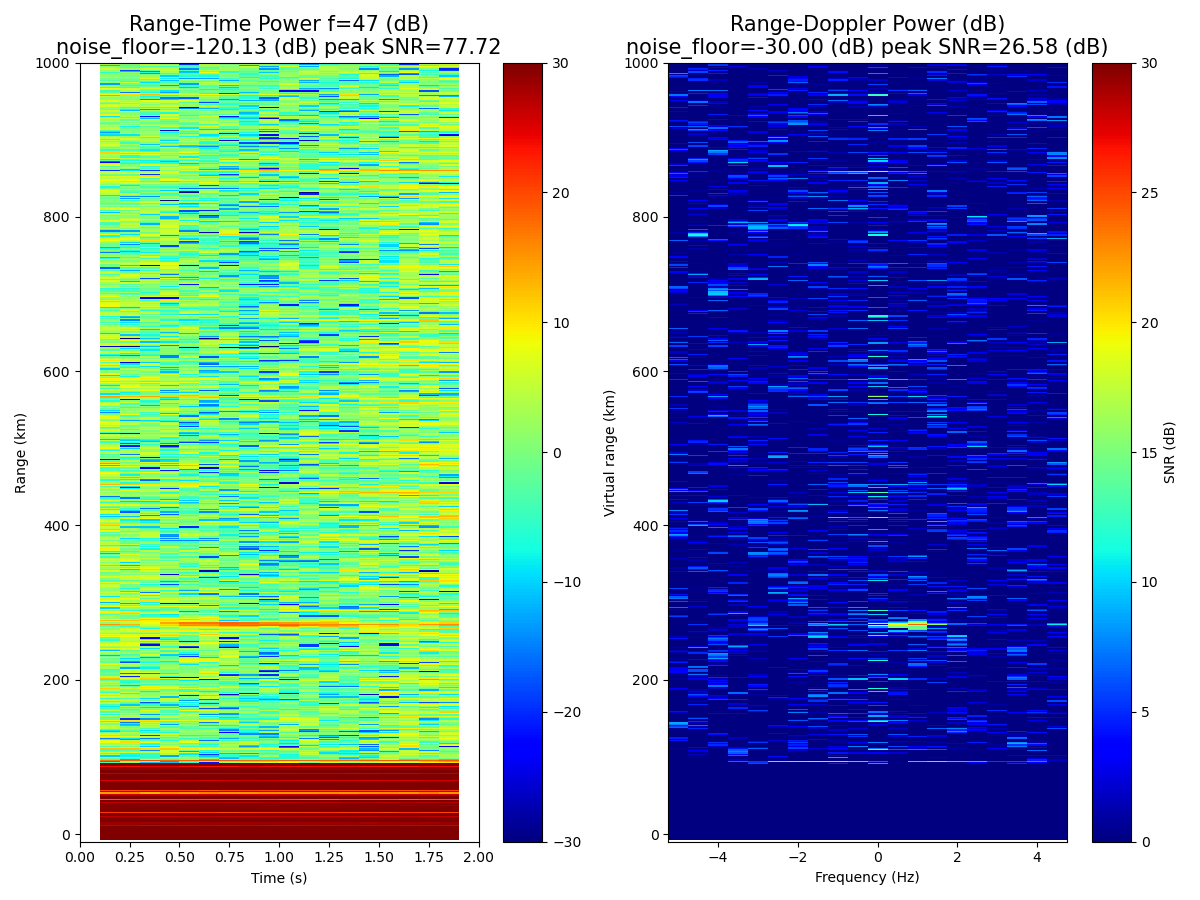 Range-Time Power f=47 (dB)
noise_floor=-120.13 (dB) peak SNR=77.72
Range-Doppler Power (dB)
noise_floor=-30.00 (dB) peak SNR=26.58 (dB)
Range (km)
1000
800
600
400
200
0
0.00 0.25 0.50 0.75 1.00 1.25 1.50 1.75 2.00
Time (s)
30
20
10
0
−10
−20
−30
Virtual range (km)
1000
800
600
400
200
0
−4 −2 0 2 4
Frequency (Hz)
30
25
20
15
10
5
0
SNR (dB)